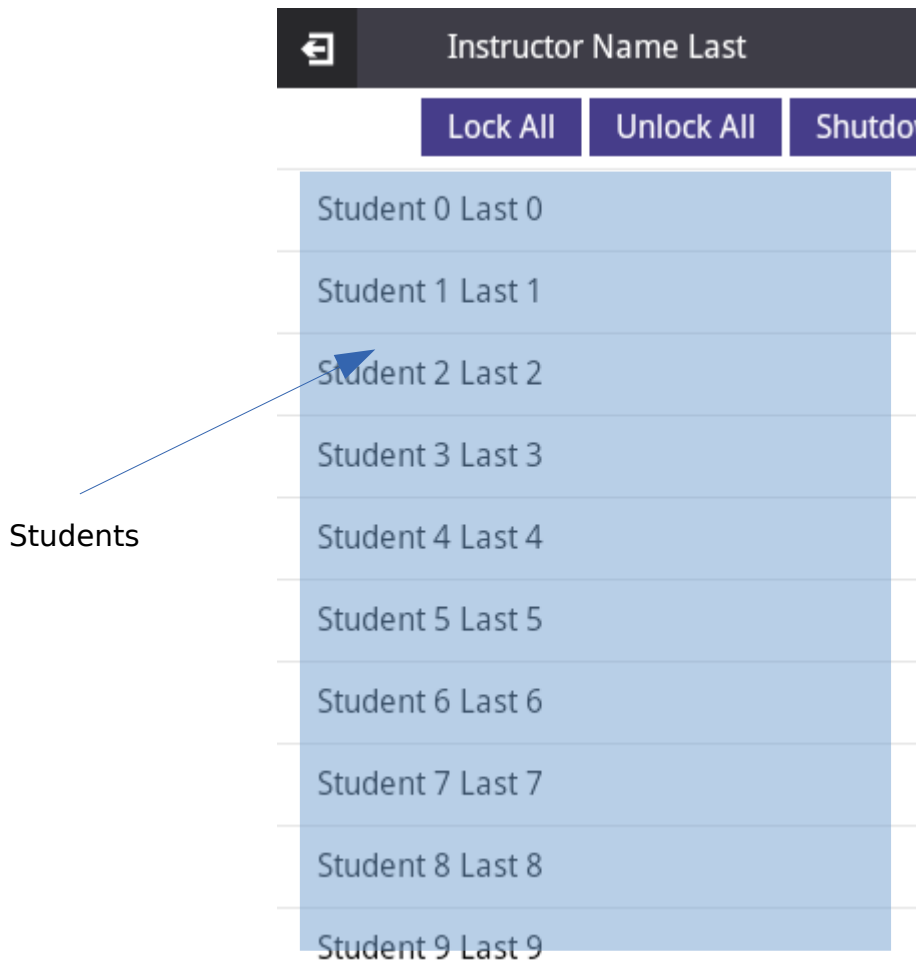 Instructor Name Last
Lock All Unlock All Shutdo
Student 0 Last 0
Student 1 Last 1
Student 2 Last 2
Student 3 Last 3
Student 4 Last 4
Students
Student 5 Last 5
Student 6 Last 6
Student 7 Last 7
Student 8 Last 8
Student 9 Last 9